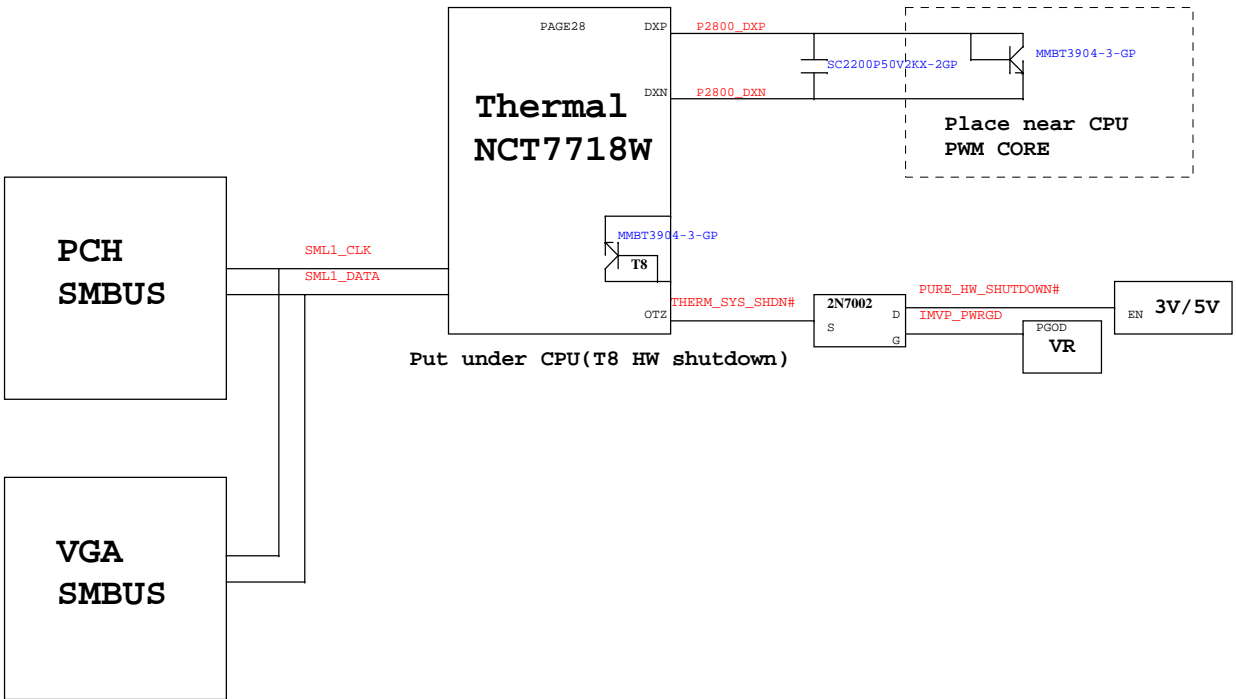 PAGE28
DXP
P2800_DXP
SC2200P50V2KX-2GP
MMBT3904-3-GP
DXN
P2800_DXN
Thermal
NCT7718W
Place near CPU
PWM CORE
PCH
SMBUS
SML1_CLK
SML1_DATA
MMBT3904-3-GP
T8
OTZ
THERM_SYS_SHDN#
2N7002
S
D
G
PURE_HW_SHUTDOWN#
IMVP_PWRGD
EN
3V/5V
PGOD
VR
Put under CPU(T8 HW shutdown)
VGA
SMBUS